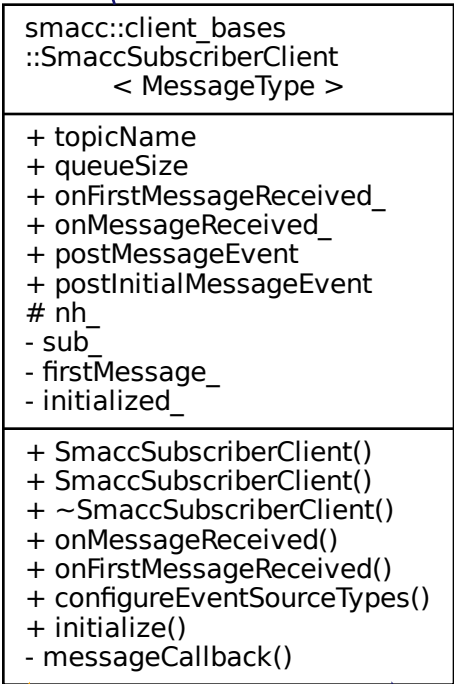 smacc::client_bases
::SmaccSubscriberClient
< MessageType >
+ topicName
+ queueSize
+ onFirstMessageReceived_
+ onMessageReceived_
+ postMessageEvent
+ postInitialMessageEvent
# nh_
- sub_
- firstMessage_
- initialized_
+ SmaccSubscriberClient()
+ SmaccSubscriberClient()
+ ~SmaccSubscriberClient()
+ onMessageReceived()
+ onFirstMessageReceived()
+ configureEventSourceTypes()
+ initialize()
- messageCallback()